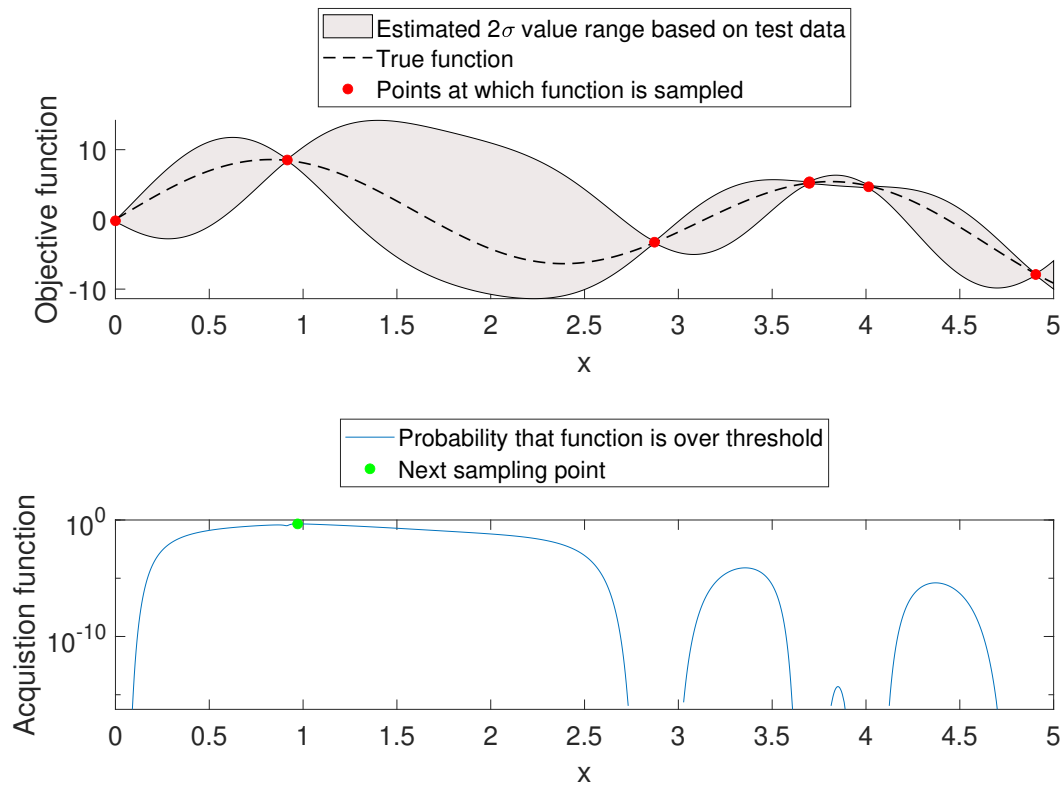 Estimated 2σ value range based on test data
True function
Points at which function is sampled
Objective function
10
0
-10
0 0.5 1 1.5 2 2.5 3 3.5 4 4.5 5
x
Probability that function is over threshold
Next sampling point
Acquistion function
10^0
10^-10
0 0.5 1 1.5 2 2.5 3 3.5 4 4.5 5
x